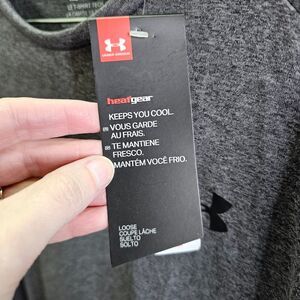 UNDER ARMOUR
heatgear
KEEPS YOU COOL.
VOUS GARDE
AU FRAIS.
TE MANTIENE
FRESCO.
MANTÉM VOCÊ FRIO.
LOOSE
COUPE LÂCHE
SUELTO
SOLTO